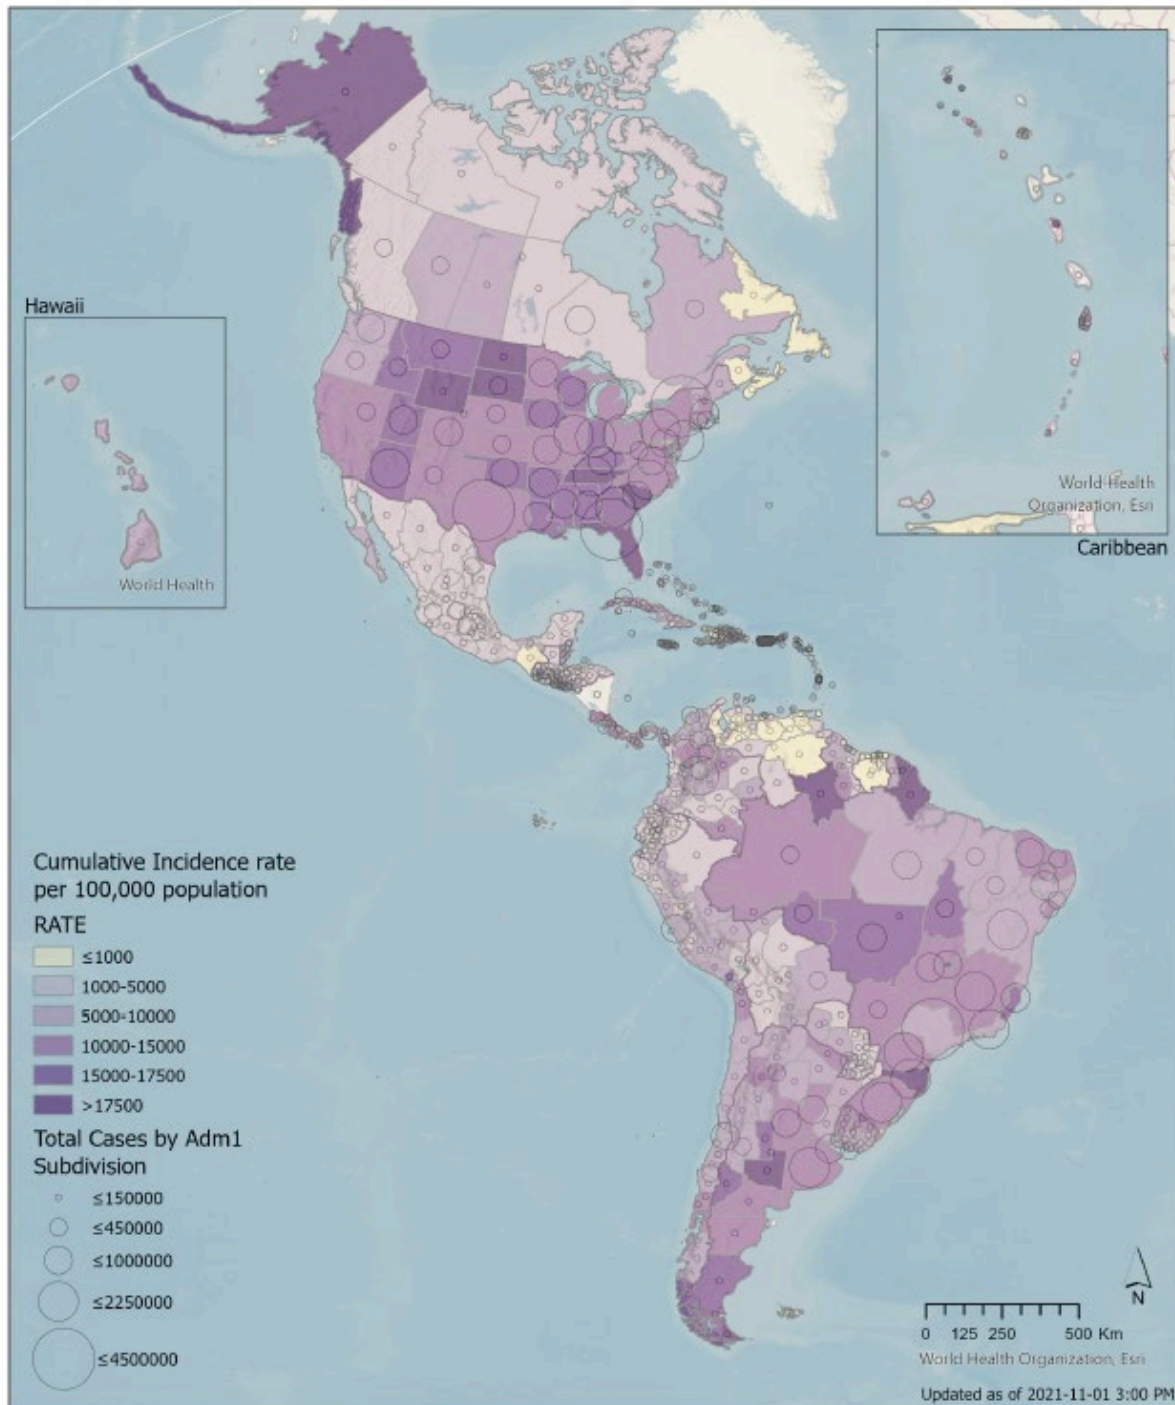 Hawaii
World Health
World Health
Organization, Esri
Caribbean
Cumulative Incidence rate
per 100,000 population
RATE
≤1000
1000-5000
5000-10000
10000-15000
15000-17500
>17500
Total Cases by Adm1
Subdivision
≤150000
≤450000
≤1000000
≤2250000
≤4500000
N
0 125 250 500 Km
World Health Organization, Esri
Updated as of 2021-11-01 3:00 PM